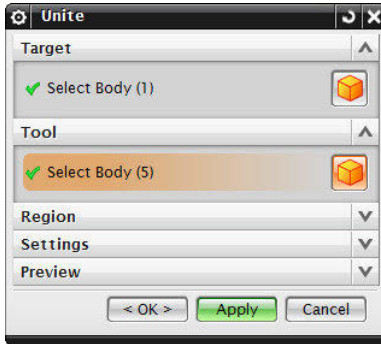 Unite
Target
Select Body (1)
Tool
Select Body (5)
Region
Settings
Preview
< OK > Apply Cancel